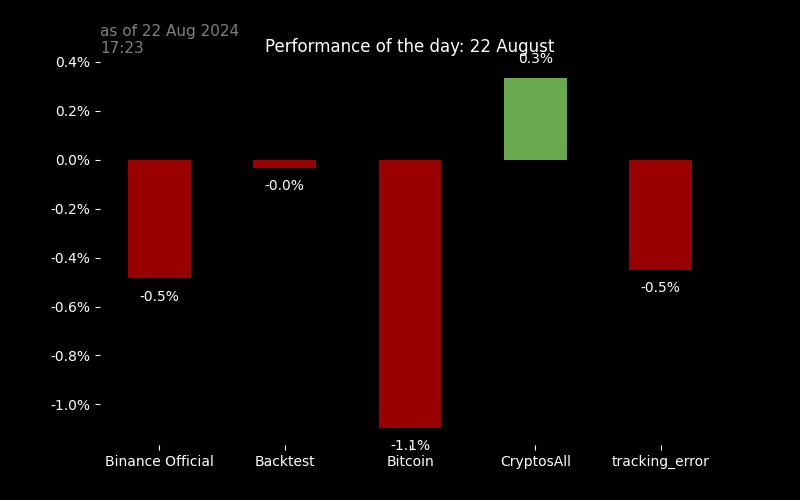 as of 22 Aug 2024
17:23
Performance of the day: 22 August
0.4%
0.2%
0.0%
-0.2%
-0.4%
-0.6%
-0.8%
-1.0%
-0.5%
-0.0%
-1.1%
0.3%
-0.5%
Binance Official
Backtest
Bitcoin
CryptosAll
tracking_error